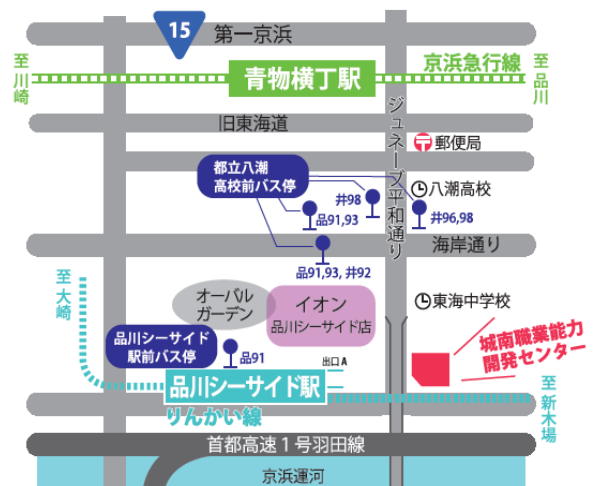 15
第一京浜
京浜急行線
至川崎
青物横丁駅
至品川
旧東海道
ジュネーブ平和通り
郵便局
都立八潮
高校前バス停
八潮高校
井98
品91,93
井96,98
海岸通り
品91,93, 井92
至大崎
オーバル
ガーデン
イオン
品川シーサイド店
東海中学校
品川シーサイド
駅前バス停
品91
出口A
城南職業能力
開発センター
品川シーサイド駅
りんかい線
至新木場
首都高速1号羽田線
京浜運河